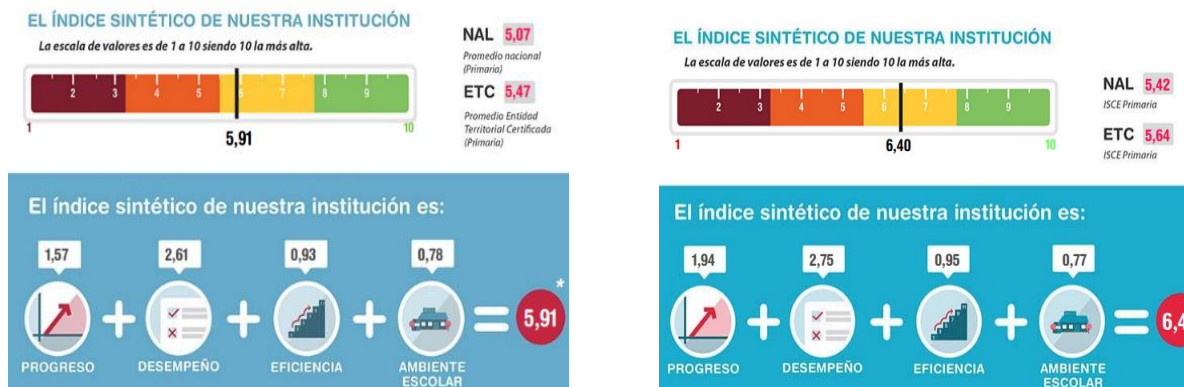 EL ÍNDICE SINTÉTICO DE NUESTRA INSTITUCIÓN
La escala de valores es de 1 a 10 siendo 10 la más alta.
2 3 4 5 6 7 8 9
1 10
5,91
NAL 5,07
Promedio nacional
(Primaria)
ETC 5,47
Promedio Entidad
Territorial Certificada
(Primaria)
El índice sintético de nuestra institución es:
1,57 2,61 0,93 0,78
+ + + = 5,91 *
PROGRESO DESEMPEÑO EFICIENCIA AMBIENTE
ESCOLAR
EL ÍNDICE SINTÉTICO DE NUESTRA INSTITUCIÓN
La escala de valores es de 1 a 10 siendo 10 la más alta.
2 3 4 5 6 7 8 9
1 10
6,40
NAL 5,42
ISCE Primaria
ETC 5,64
ISCE Primaria
El índice sintético de nuestra institución es:
1,94 2,75 0,95 0,77
+ + + = 6,4
PROGRESO DESEMPEÑO EFICIENCIA AMBIENTE
ESCOLAR